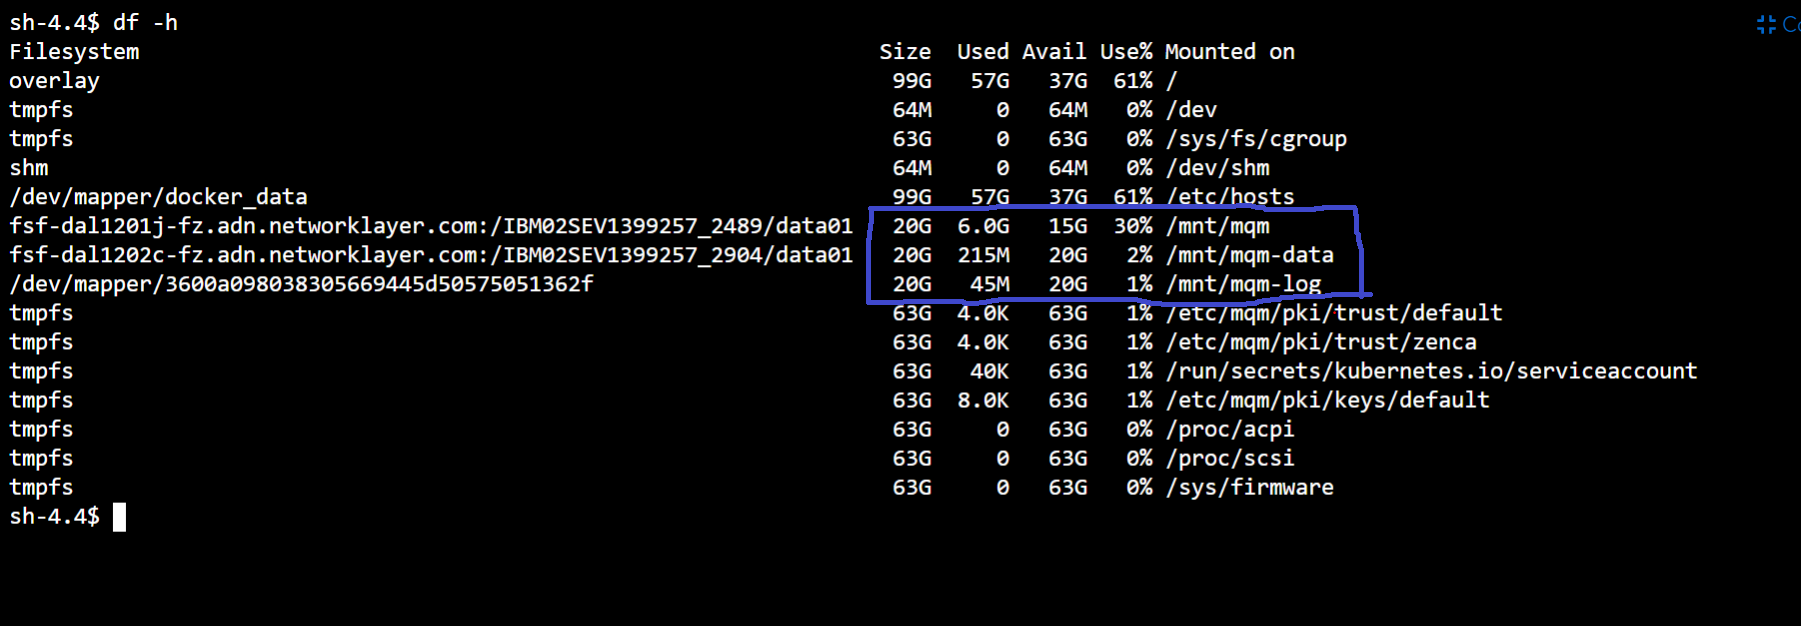 sh-4.4$ df -h
Filesystem Size Used Avail Use% Mounted on
overlay 99G 57G 37G 61% /
tmpfs 64M 0 64M 0% /dev
tmpfs 63G 0 63G 0% /sys/fs/cgroup
shm 64M 0 64M 0% /dev/shm
/dev/mapper/docker_data 99G 57G 37G 61% /etc/hosts
fsf-dal1201j-fz.adn.networklayer.com:/IBM02SEV1399257_2489/data01 20G 6.0G 15G 30% /mnt/mqm
fsf-dal1202c-fz.adn.networklayer.com:/IBM02SEV1399257_2904/data01 20G 215M 20G 2% /mnt/mqm-data
/dev/mapper/3600a098038305669445d50575051362f 20G 45M 20G 1% /mnt/mqm-log
tmpfs 63G 4.0K 63G 1% /etc/mqm/pki/trust/default
tmpfs 63G 4.0K 63G 1% /etc/mqm/pki/trust/zenca
tmpfs 63G 40K 63G 1% /run/secrets/kubernetes.io/serviceaccount
tmpfs 63G 8.0K 63G 1% /etc/mqm/pki/keys/default
tmpfs 63G 0 63G 0% /proc/acpi
tmpfs 63G 0 63G 0% /proc/scsi
tmpfs 63G 0 63G 0% /sys/firmware
sh-4.4$